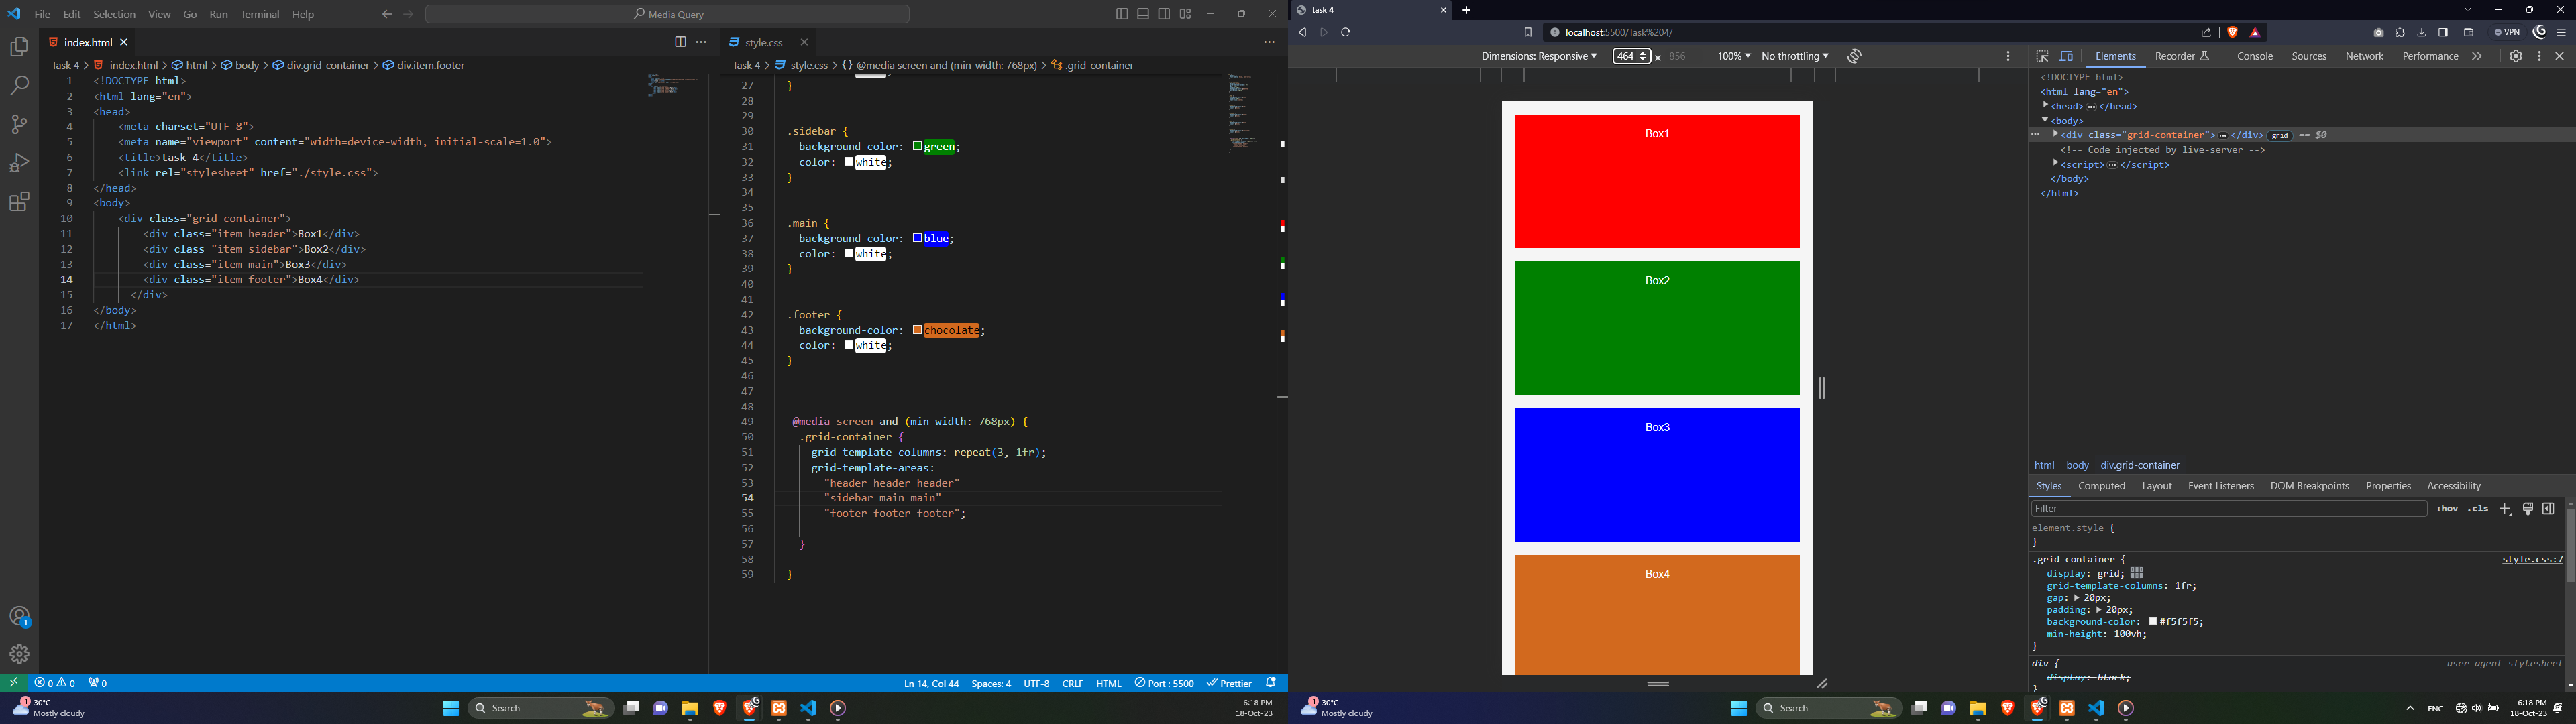 File Edit Selection View Go Run Terminal Help
Media Query
index.html
Task 4 > index.html > html > body > div.grid-container > div.item.footer
1 <!DOCTYPE html>
2 <html lang="en">
3 <head>
4 <meta charset="UTF-8">
5 <meta name="viewport" content="width=device-width, initial-scale=1.0">
6 <title>task 4</title>
7 <link rel="stylesheet" href="./style.css">
8 </head>
9 <body>
10 <div class="grid-container">
11 <div class="item header">Box1</div>
12 <div class="item sidebar">Box2</div>
13 <div class="item main">Box3</div>
14 <div class="item footer">Box4</div>
15 </div>
16 </body>
17 </html>
style.css
Task 4 > style.css > {} @media screen and (min-width: 768px) > .grid-container
27 }
28
29
30 .sidebar {
31 background-color: green;
32 color: white;
33 }
34
35
36 .main {
37 background-color: blue;
38 color: white;
39 }
40
41
42 .footer {
43 background-color: chocolate;
44 color: white;
45 }
46
47
48
49 @media screen and (min-width: 768px) {
50 .grid-container {
51 grid-template-columns: repeat(3, 1fr);
52 grid-template-areas:
53 "header header header"
54 "sidebar main main"
55 "footer footer footer";
56
57 }
58
59 }
1
0 0 0
Ln 14, Col 44 Spaces: 4 UTF-8 CRLF HTML Port : 5500 Prettier
1
30°C
Mostly cloudy
Search
6:18 PM
18-Oct-23
task 4
localhost:5500/Task%204/
VPN
Dimensions: Responsive 464 × 856 100% No throttling
Box1
Box2
Box3
Box4
Elements Recorder Console Sources Network Performance
<!DOCTYPE html>
<html lang="en">
<head> … </head>
<body>
… <div class="grid-container"> … </div> grid == $0
<!-- Code injected by live-server -->
<script> … </script>
</body>
</html>
html body div.grid-container
Styles Computed Layout Event Listeners DOM Breakpoints Properties Accessibility
Filter :hov .cls
element.style {
}
.grid-container { style.css:7
display: grid;
grid-template-columns: 1fr;
gap: 20px;
padding: 20px;
background-color: #f5f5f5;
min-height: 100vh;
}
div { user agent stylesheet
display: block;
}
1
30°C
Mostly cloudy
Search
ENG
6:18 PM
18-Oct-23